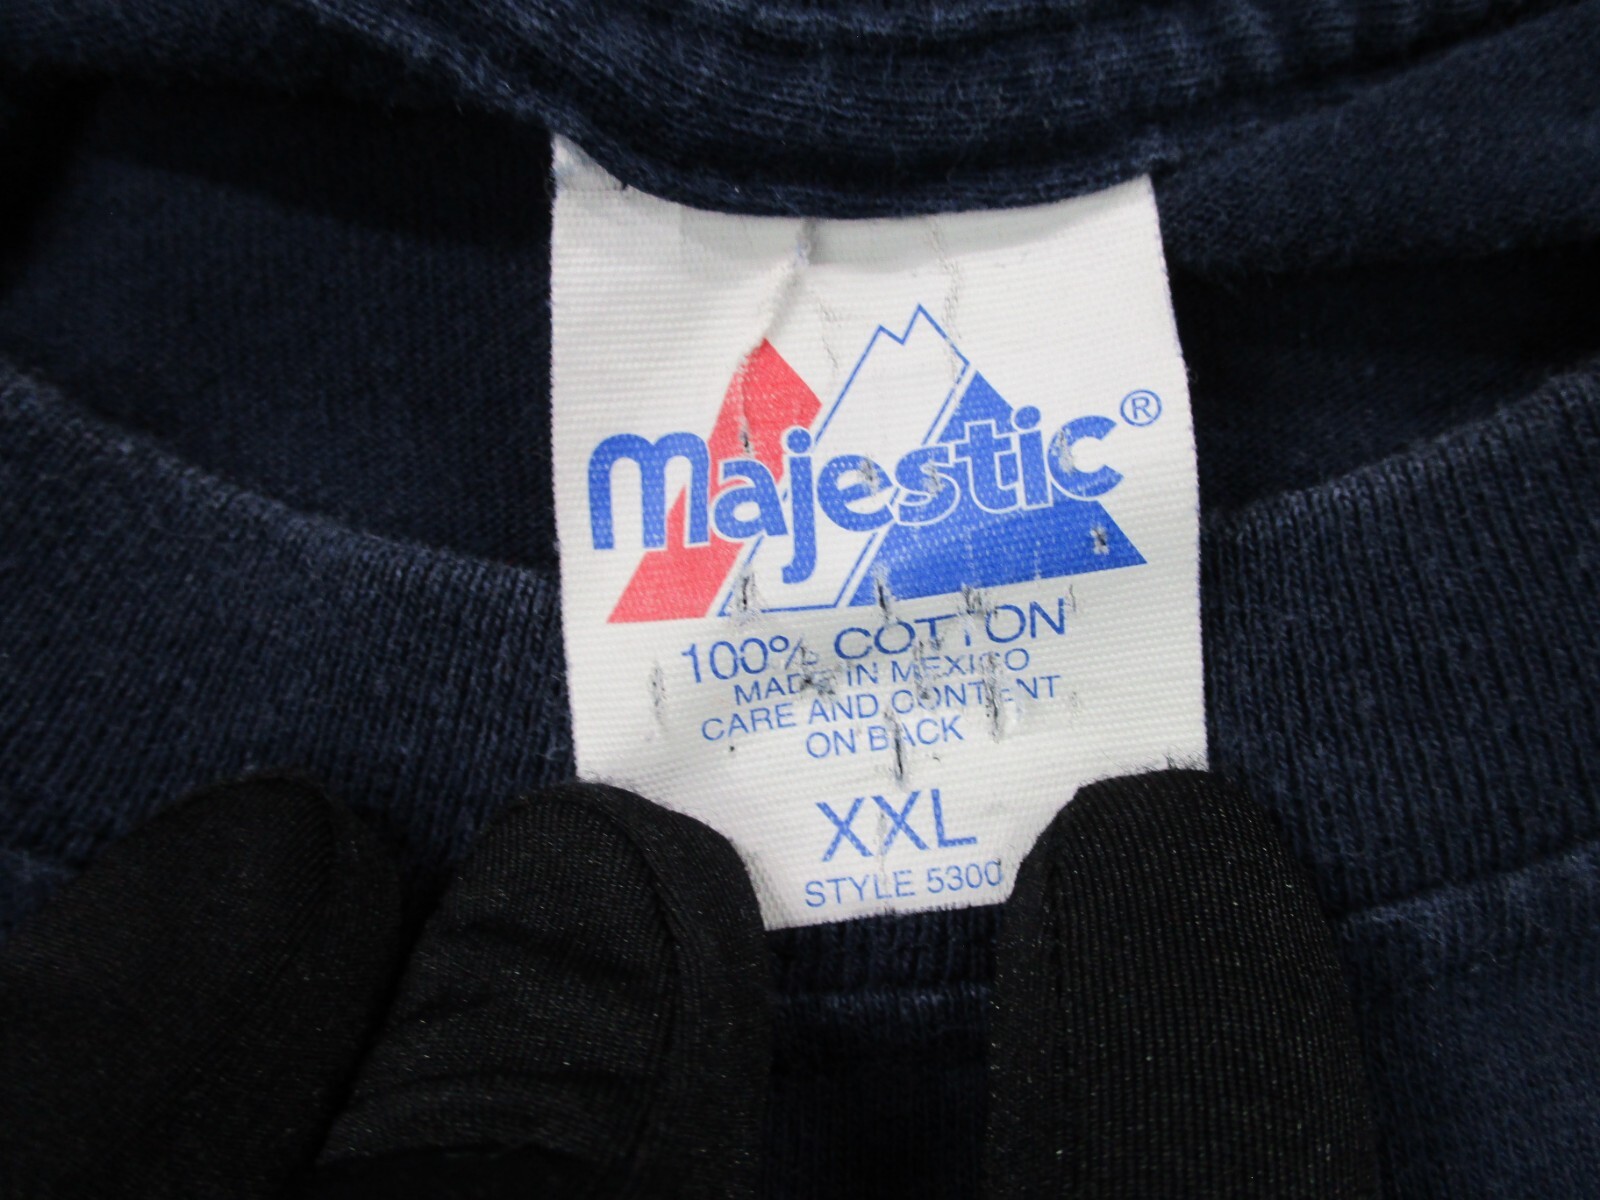 majestic®
100% COTTON
MADE IN MEXICO
CARE AND CONTENT
ON BACK
XXL
STYLE 5300